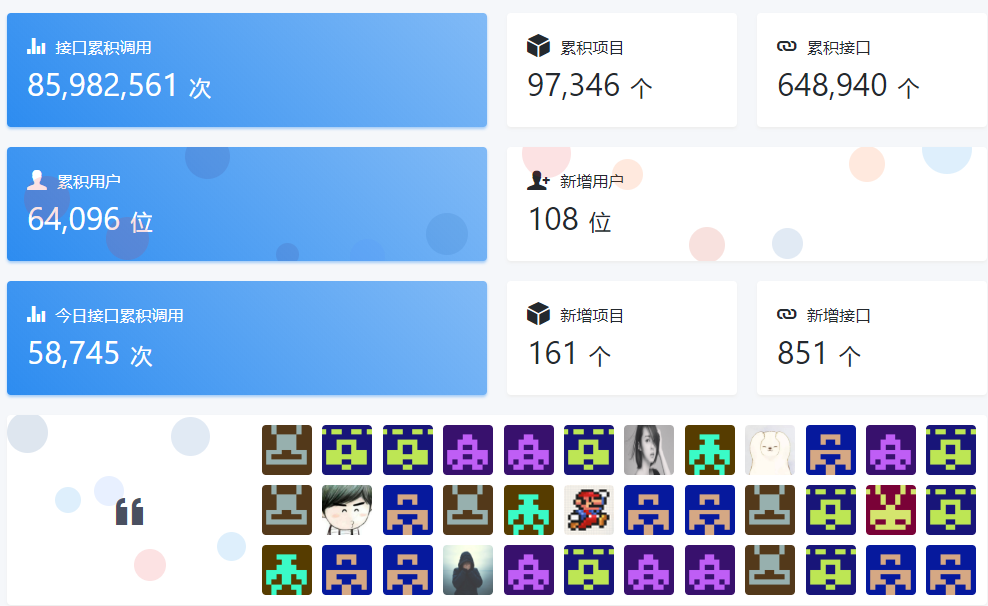 接口累积调用
85,982,561 次
累积项目
97,346 个
累积接口
648,940 个
累积用户
64,096 位
新增用户
108 位
今日接口累积调用
58,745 次
新增项目
161 个
新增接口
851 个